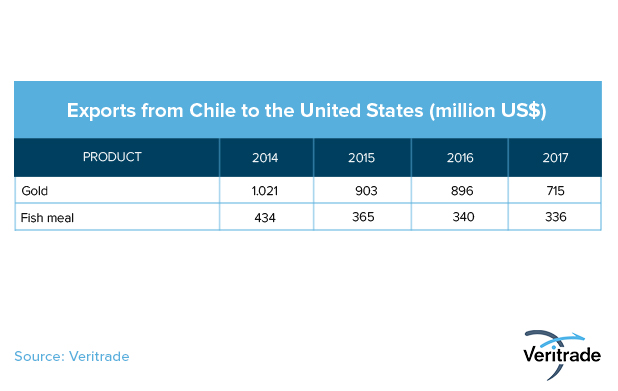 Exports from Chile to the United States (million US$)
PRODUCT 2014 2015 2016 2017
Gold 1.021 903 896 715
Fish meal 434 365 340 336
Source: Veritrade
Veritrade